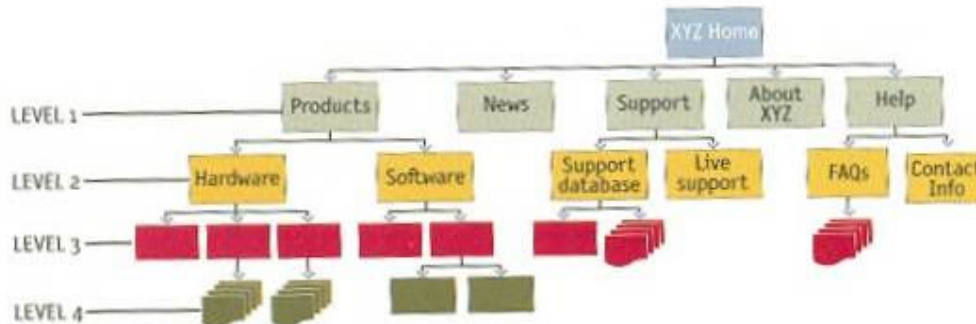 XYZ Home
LEVEL 1
Products
News
Support
About
XYZ
Help
LEVEL 2
Hardware
Software
Support
database
Live
support
FAQs
Contact
Info
LEVEL 3
LEVEL 4